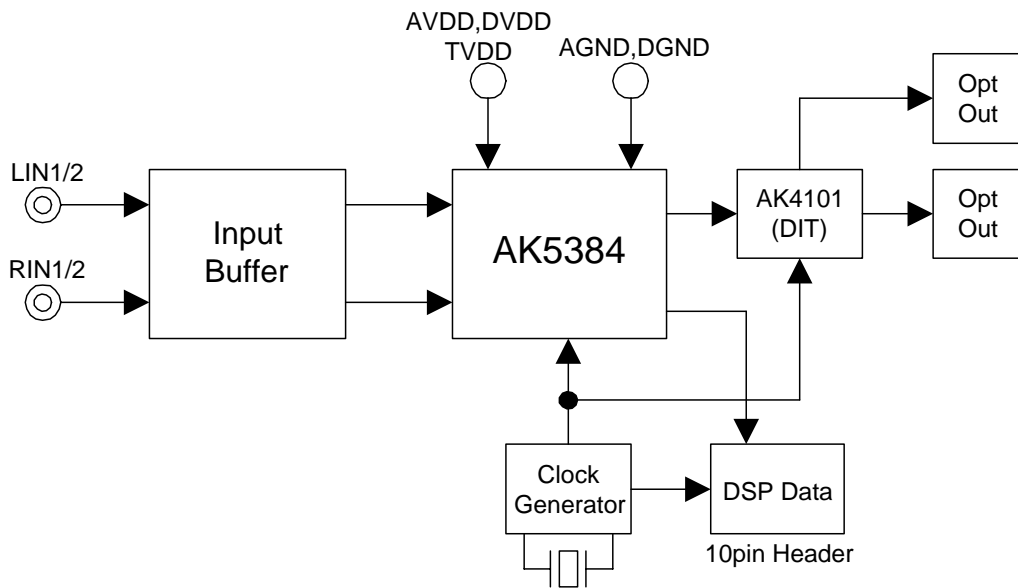 AVDD,DVDD
TVDD
AGND,DGND
Opt
Out
LIN1/2
Input
Buffer
AK5384
AK4101
(DIT)
Opt
Out
RIN1/2
Clock
Generator
DSP Data
10pin Header